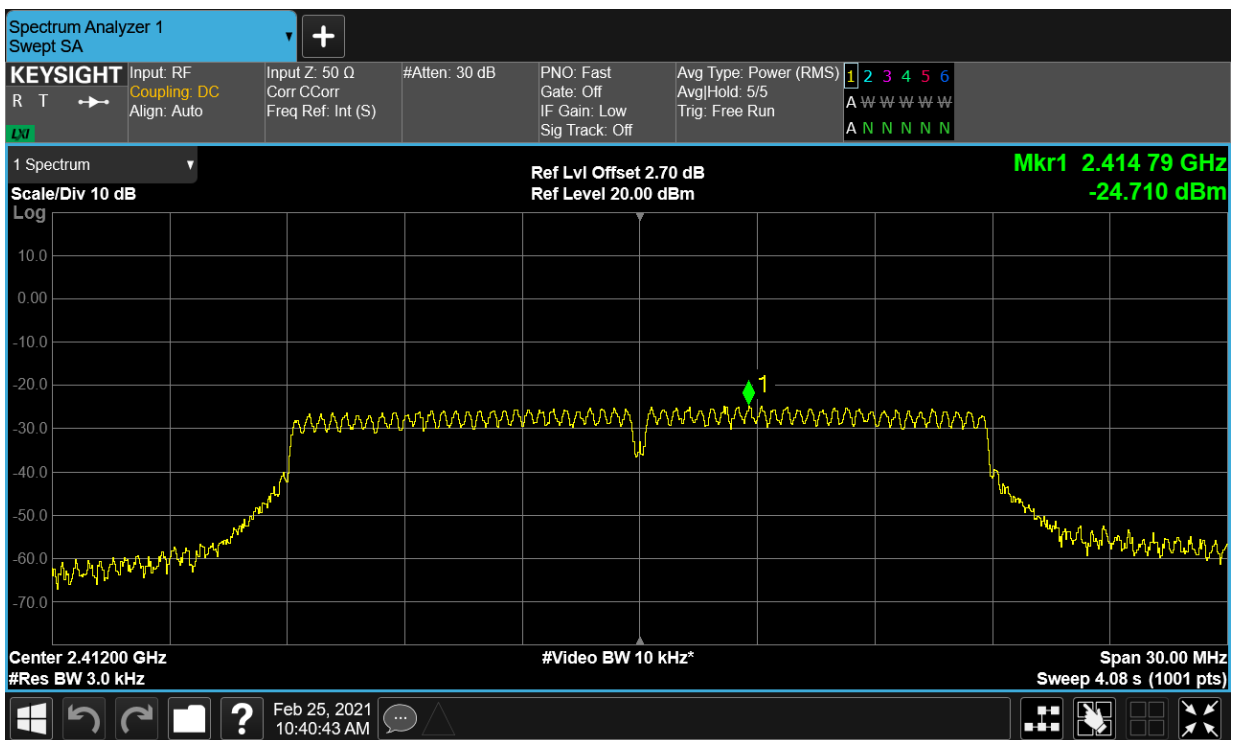 Spectrum Analyzer 1
Swept SA
KEYSIGHT
R T
LXI
Input: RF
Coupling: DC
Align: Auto
Input Z: 50 Ω
Corr CCorr
Freq Ref: Int (S)
#Atten: 30 dB
PNO: Fast
Gate: Off
IF Gain: Low
Sig Track: Off
Avg Type: Power (RMS)
Avg|Hold: 5/5
Trig: Free Run
1 2 3 4 5 6
A W W W W W
A N N N N N
1 Spectrum
Scale/Div 10 dB
Ref Lvl Offset 2.70 dB
Ref Level 20.00 dBm
Mkr1 2.414 79 GHz
-24.710 dBm
Log
10.0
0.00
-10.0
-20.0
-30.0
-40.0
-50.0
-60.0
-70.0
1
Center 2.41200 GHz
#Res BW 3.0 kHz
#Video BW 10 kHz*
Span 30.00 MHz
Sweep 4.08 s (1001 pts)
?
Feb 25, 2021
10:40:43 AM